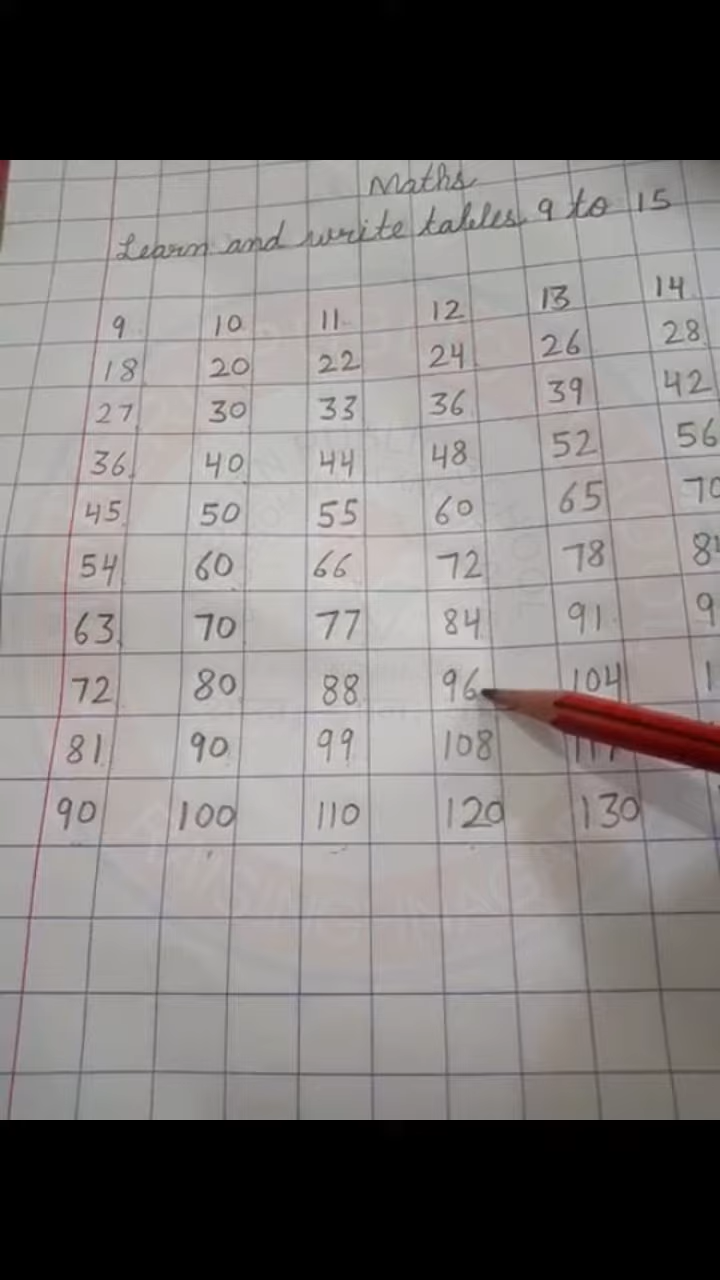 Maths
Learn and write tables 9 to 15
9 10 11 12 13 14
18 20 22 24 26 28
27 30 33 36 39 42
36 40 44 48 52 56
45 50 55 60 65 70
54 60 66 72 78 84
63 70 77 84 91
72 80 88 96 104
81 90 99 108 117
90 100 110 120 130